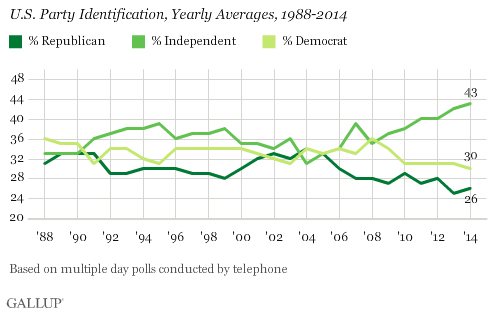 U.S. Party Identification, Yearly Averages, 1988-2014
% Republican % Independent % Democrat
48
44
40
36
32
28
24
20
43
30
26
'88 '90 '92 '94 '96 '98 '00 '02 '04 '06 '08 '10 '12 '14
Based on multiple day polls conducted by telephone
GALLUP